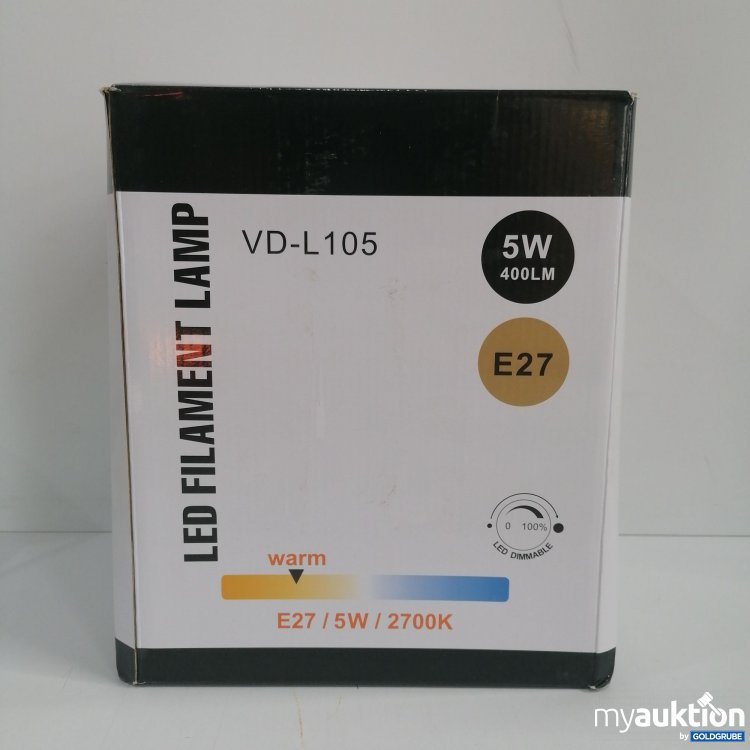 LED FILAMENT LAMP
VD-L105
5W
400LM
E27
0 100%
LED DIMMABLE
warm
E27 / 5W / 2700K
myauktion
by GOLDGRUBE